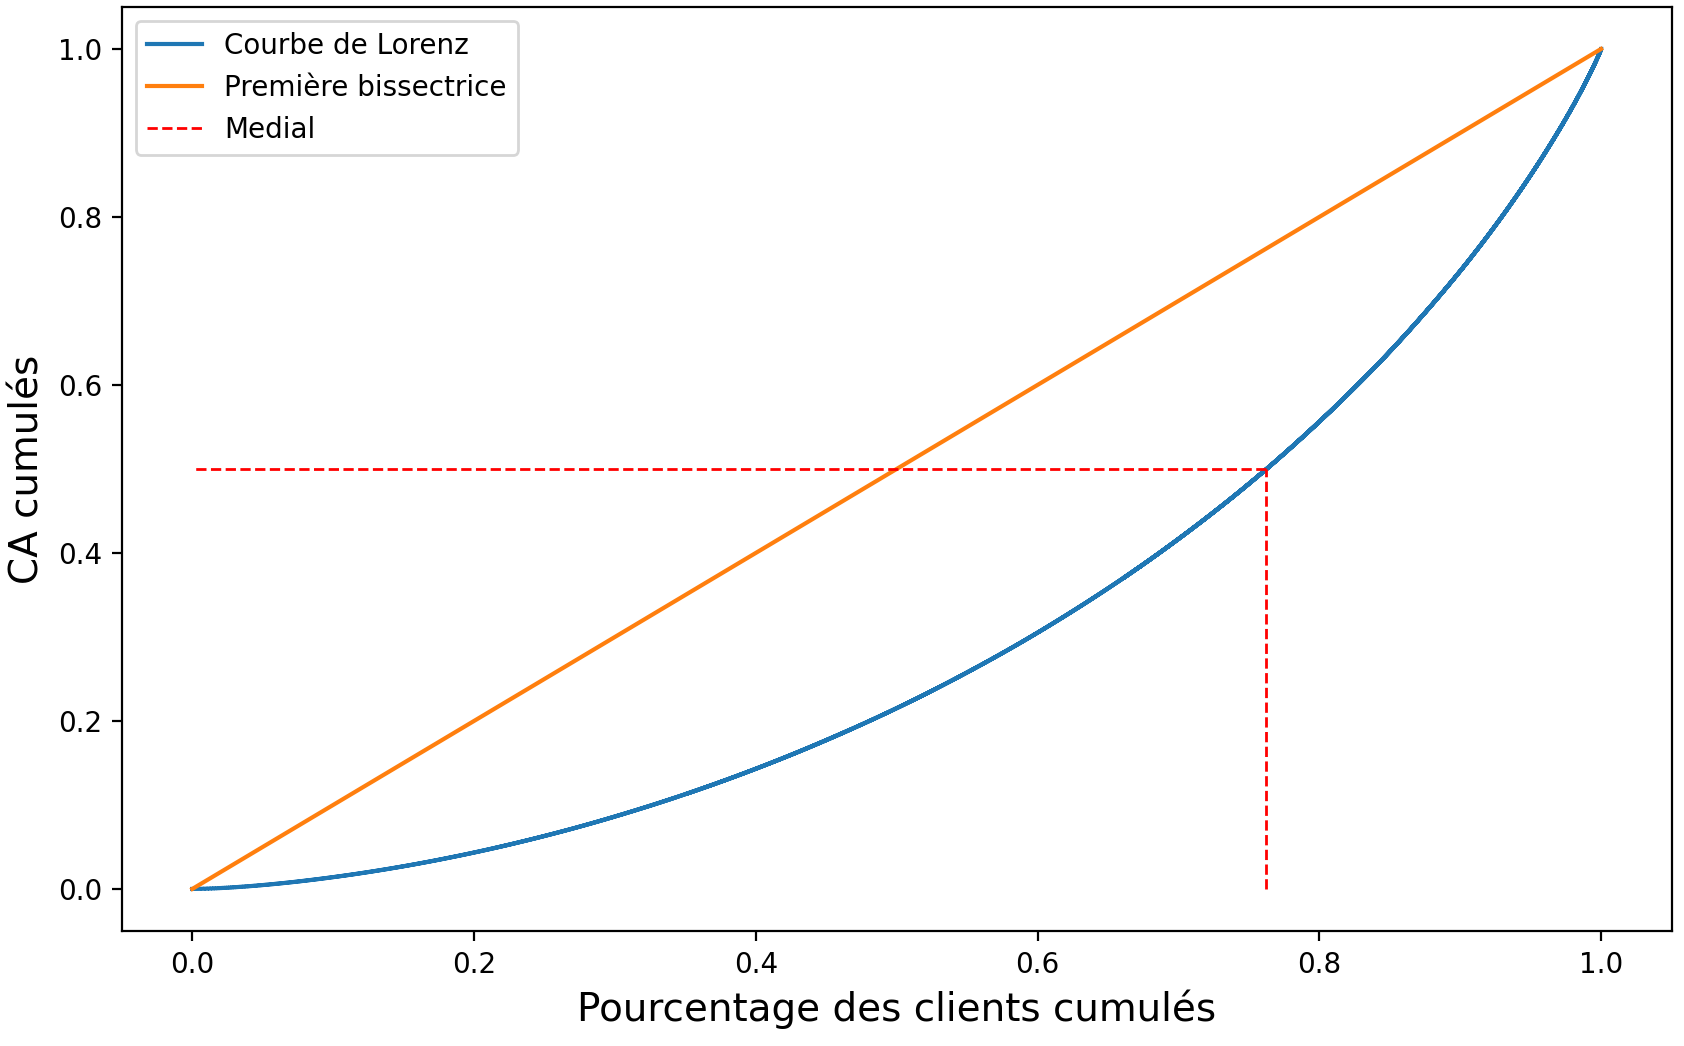 Courbe de Lorenz
Première bissectrice
Medial
1.0
0.8
0.6
0.4
0.2
0.0
CA cumulés
0.0 0.2 0.4 0.6 0.8 1.0
Pourcentage des clients cumulés